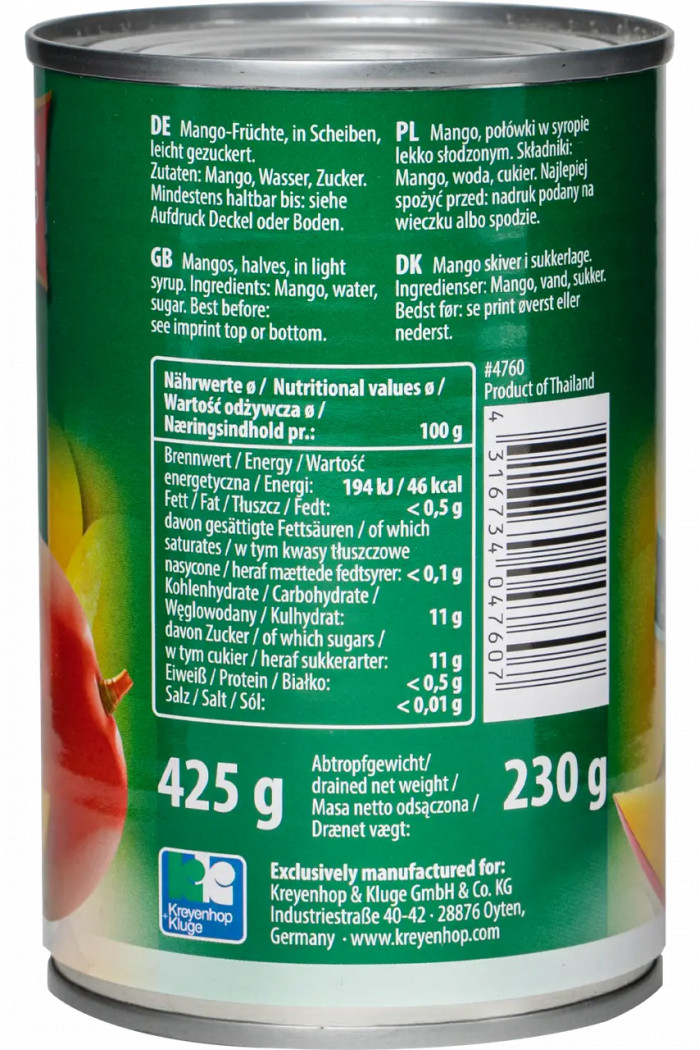 DE Mango-Früchte, in Scheiben,
leicht gezuckert.
Zutaten: Mango, Wasser, Zucker.
Mindestens haltbar bis: siehe
Aufdruck Deckel oder Boden.
PL Mango, połówki w syropie
lekko słodzonym. Składniki:
Mango, woda, cukier. Najlepiej
spożyć przed: nadruk podany na
wieczku albo spodzie.
GB Mangos, halves, in light
syrup. Ingredients: Mango, water,
sugar. Best before:
see imprint top or bottom.
DK Mango skiver i sukkerlage.
Ingredienser: Mango, vand, sukker.
Bedst før: se print øverst eller
nederst.
Nährwerte ø / Nutritional values ø /
Wartość odżywcza ø /
Næringsindhold pr.: 100 g
Brennwert / Energy / Wartość
energetyczna / Energi: 194 kJ / 46 kcal
Fett / Fat / Tłuszcz / Fedt: < 0,5 g
davon gesättigte Fettsäuren / of which
saturates / w tym kwasy tłuszczowe
nasycone / heraf mættede fedtsyrer: < 0,1 g
Kohlenhydrate / Carbohydrate /
Węglowodany / Kulhydrat: 11 g
davon Zucker / of which sugars /
w tym cukier / heraf sukkerarter: 11 g
Eiweiß / Protein / Białko: < 0,5 g
Salz / Salt / Sól: < 0,01 g
#4760
Product of Thailand
4 316734 047607
425 g
Abtropfgewicht/
drained net weight /
Masa netto odsączona /
Drænet vægt:
230 g
Kreyenhop
+Kluge
Exclusively manufactured for:
Kreyenhop & Kluge GmbH & Co. KG
Industriestraße 40-42 · 28876 Oyten,
Germany · www.kreyenhop.com